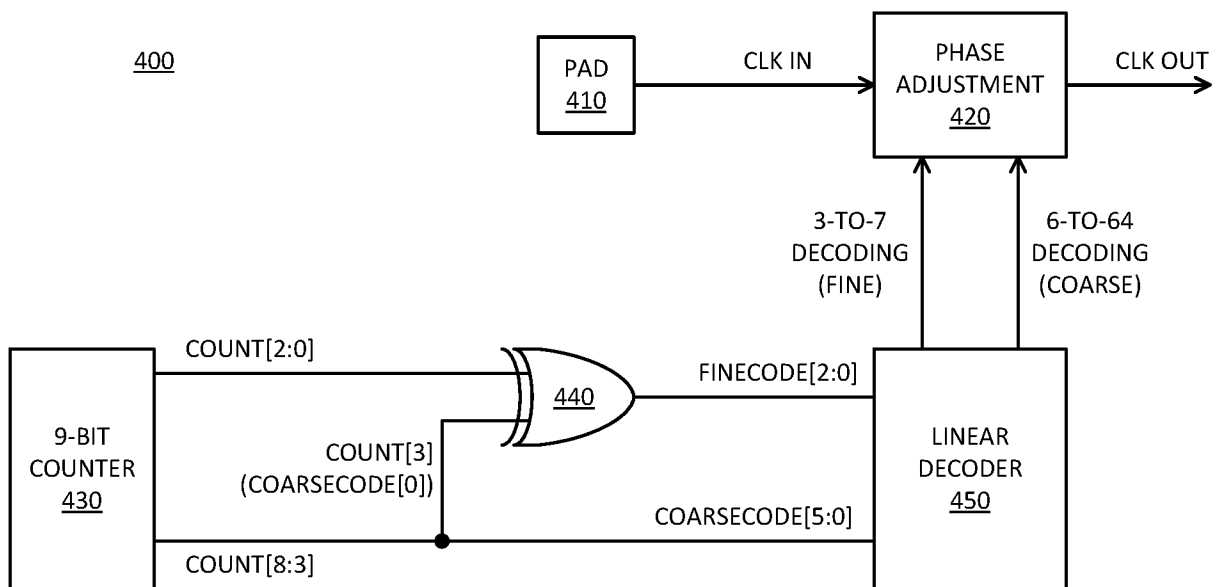 400
PAD
410
CLK IN
PHASE
ADJUSTMENT
420
CLK OUT
3-TO-7
DECODING
(FINE)
6-TO-64
DECODING
(COARSE)
9-BIT
COUNTER
430
COUNT[2:0]
440
FINECODE[2:0]
COUNT[3]
(COARSECODE[0])
COARSECODE[5:0]
COUNT[8:3]
LINEAR
DECODER
450